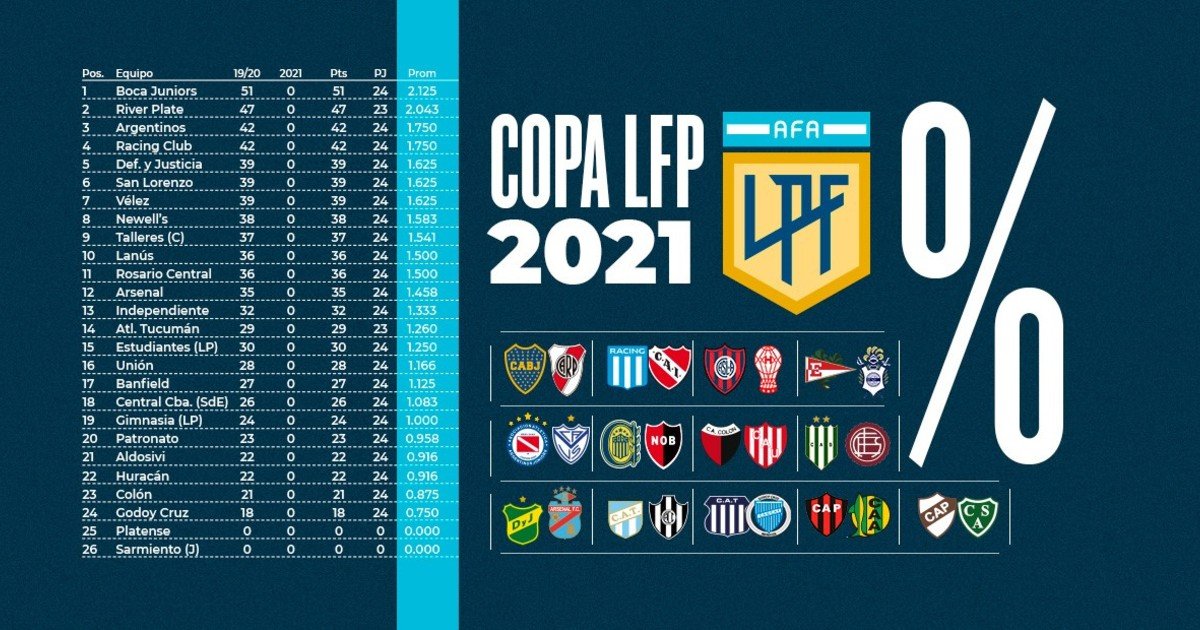 Pos. Equipo 19/20 2021 Pts PJ Prom
1 Boca Juniors 51 0 51 24 2.125
2 River Plate 47 0 47 23 2.043
3 Argentinos 42 0 42 24 1.750
4 Racing Club 42 0 42 24 1.750
5 Def. y Justicia 39 0 39 24 1.625
6 San Lorenzo 39 0 39 24 1.625
7 Vélez 39 0 39 24 1.625
8 Newell’s 38 0 38 24 1.583
9 Talleres (C) 37 0 37 24 1.541
10 Lanús 36 0 36 24 1.500
11 Rosario Central 36 0 36 24 1.500
12 Arsenal 35 0 35 24 1.458
13 Independiente 32 0 32 24 1.333
14 Atl. Tucumán 29 0 29 23 1.260
15 Estudiantes (LP) 30 0 30 24 1.250
16 Unión 28 0 28 24 1.166
17 Banfield 27 0 27 24 1.125
18 Central Cba. (SdE) 26 0 26 24 1.083
19 Gimnasia (LP) 24 0 24 24 1.000
20 Patronato 23 0 23 24 0.958
21 Aldosivi 22 0 22 24 0.916
22 Huracán 22 0 22 24 0.916
23 Colón 21 0 21 24 0.875
24 Godoy Cruz 18 0 18 24 0.750
25 Platense 0 0 0 0 0.000
26 Sarmiento (J) 0 0 0 0 0.000
COPA LFP
2021
AFA
LPF
%
CABJ CARP RACING C.A.I.
NOB C.A. COLON C A B
DyJ ARSENAL F.C. C.A.T. C.A.T CAP CAA CAP CSA